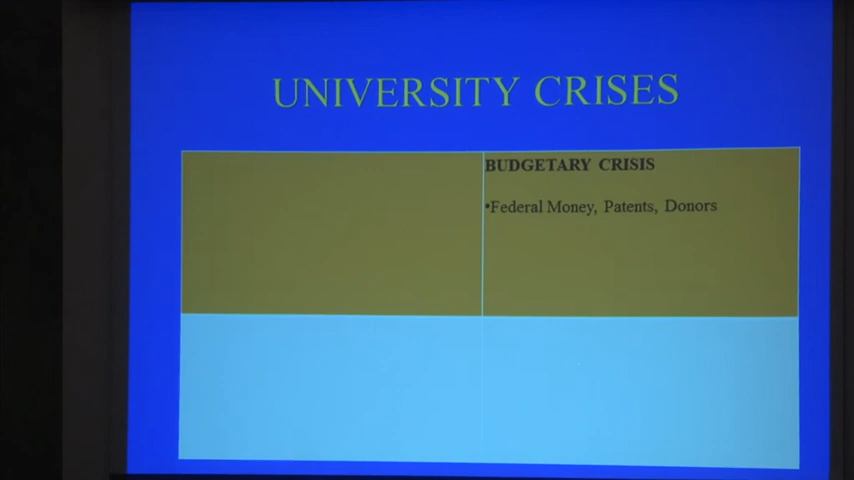 UNIVERSITY CRISES
BUDGETARY CRISIS
•Federal Money, Patents, Donors